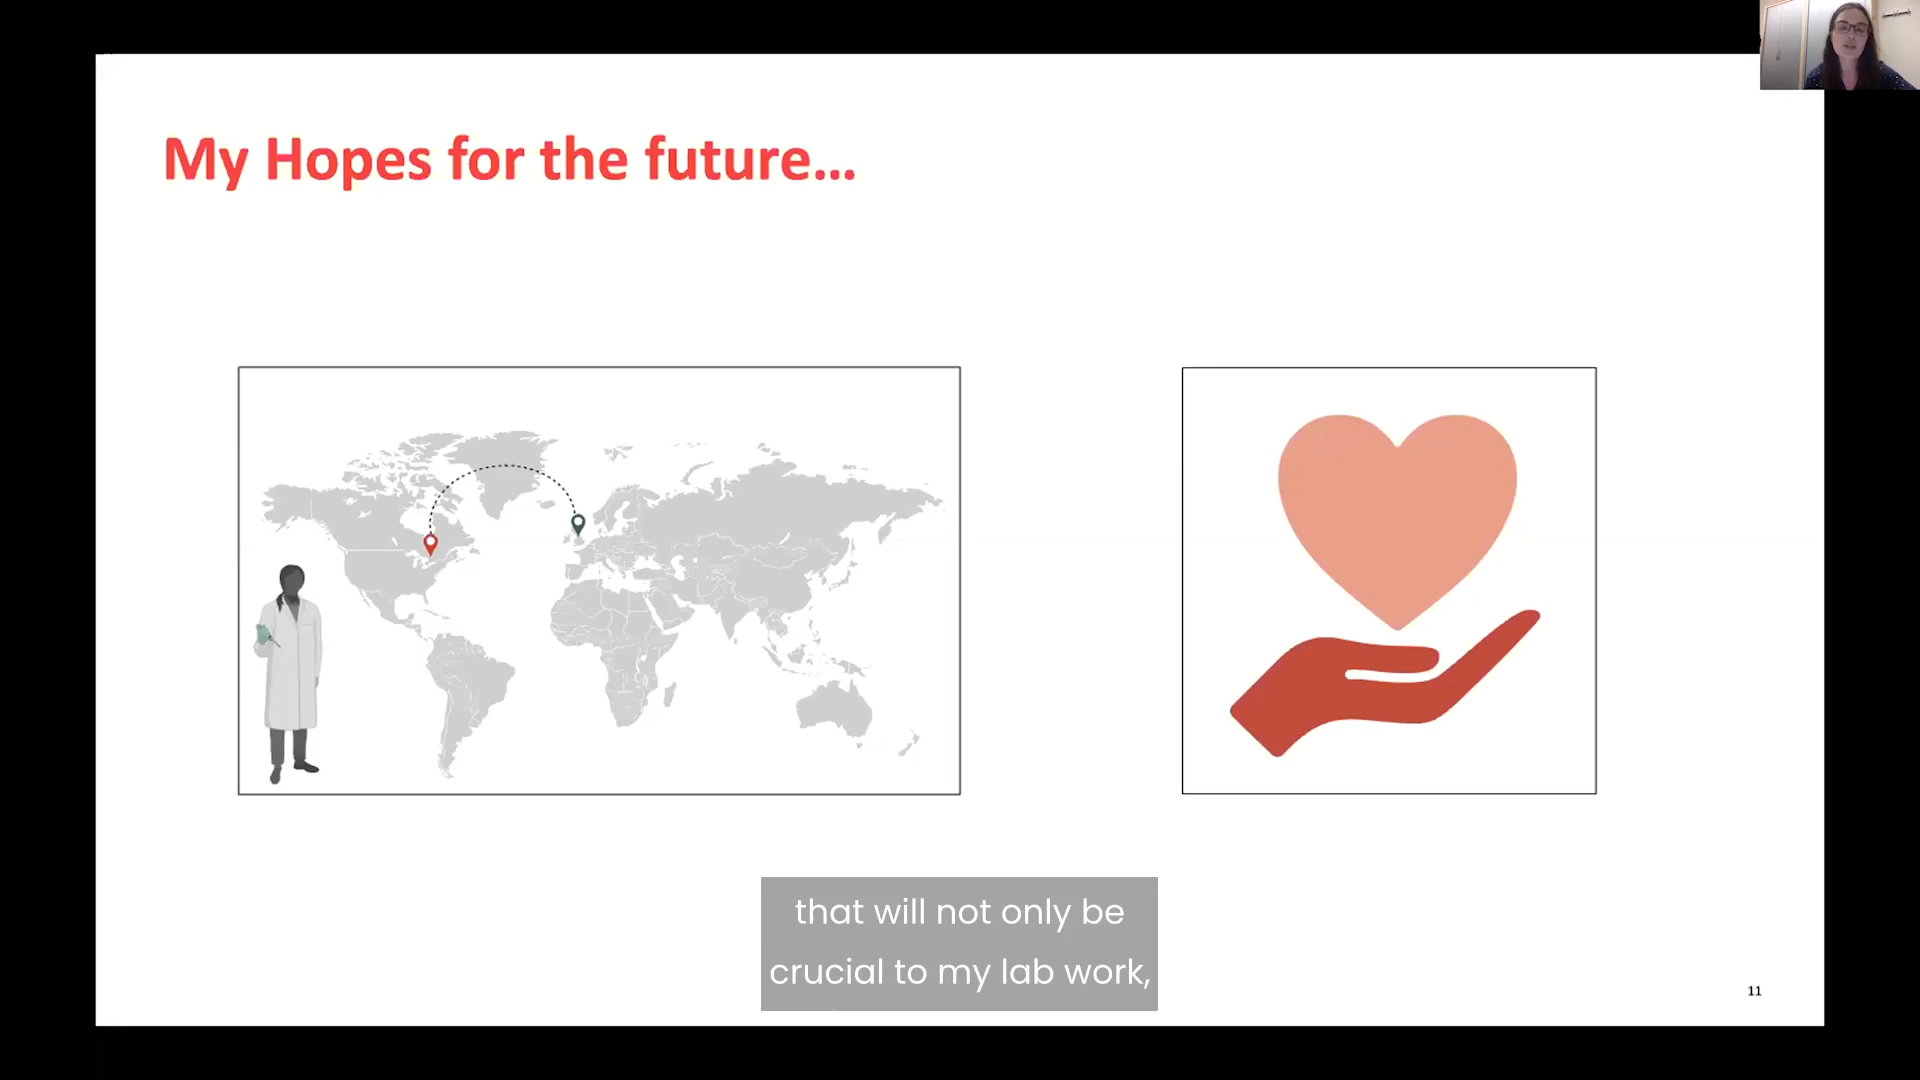 My Hopes for the future...
that will not only be
crucial to my lab work,
11